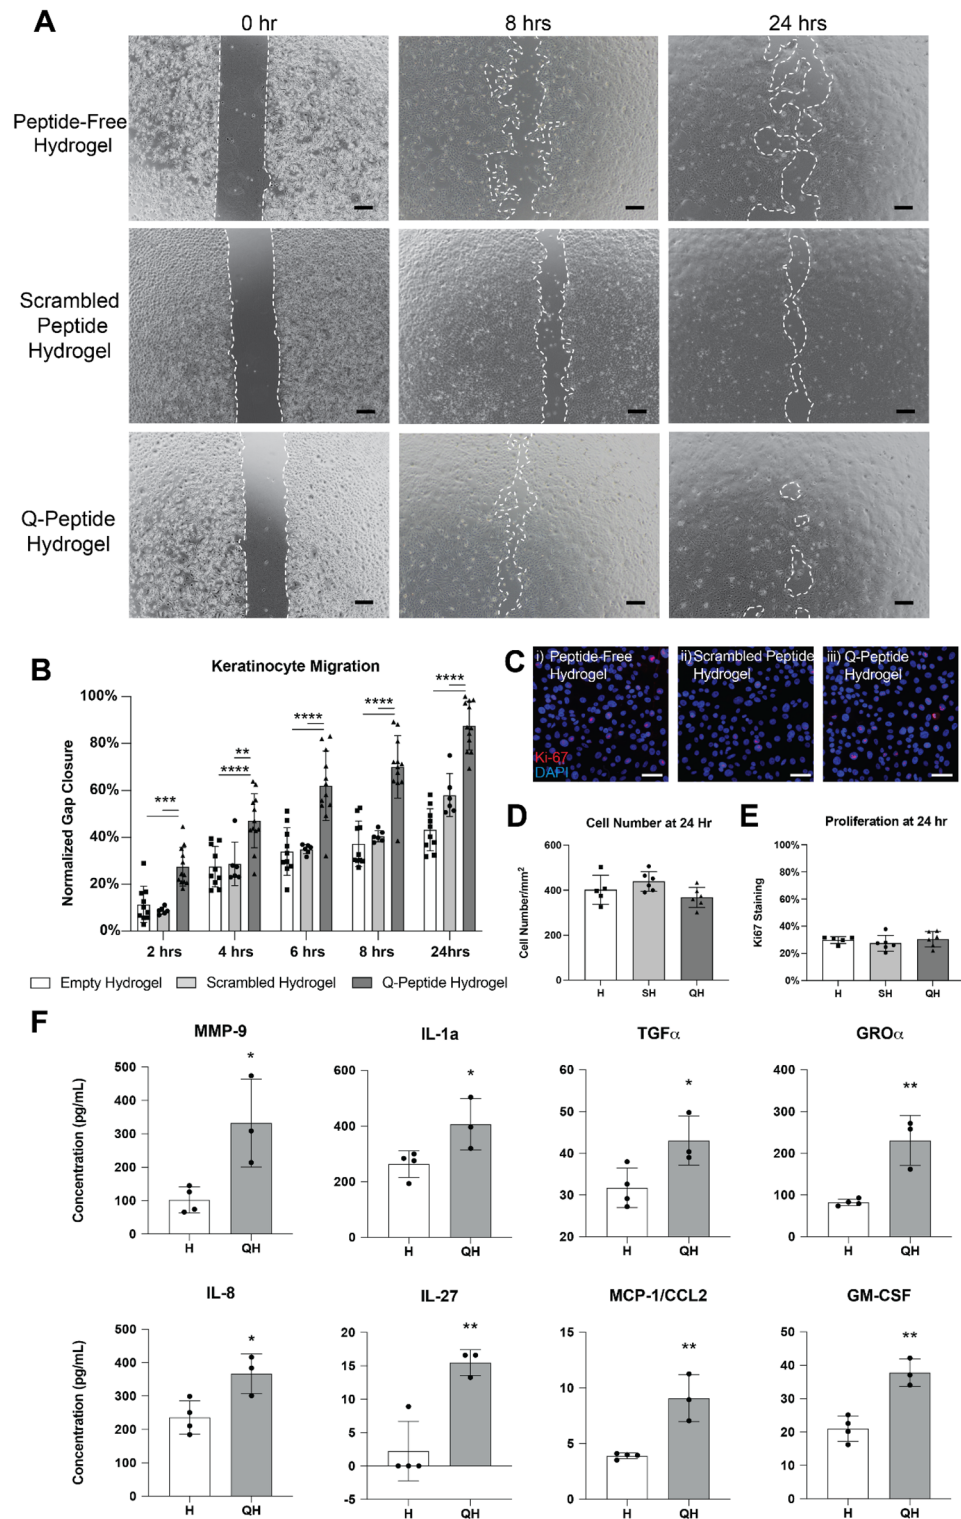 A
0 hr
8 hrs
24 hrs
Peptide-Free
Hydrogel
Scrambled
Peptide
Hydrogel
Q-Peptide
Hydrogel
B
Keratinocyte Migration
Normalized Gap Closure
100%
80%
60%
40%
20%
0%
***
**
****
****
****
****
2 hrs
4 hrs
6 hrs
8 hrs
24hrs
Empty Hydrogel
Scrambled Hydrogel
Q-Peptide Hydrogel
C
i) Peptide-Free
Hydrogel
ii) Scrambled Peptide
Hydrogel
iii) Q-Peptide
Hydrogel
Ki-67
DAPI
D
Cell Number at 24 Hr
Cell Number/mm²
600
400
200
0
H
SH
QH
E
Proliferation at 24 hr
Ki67 Staining
100%
80%
60%
40%
20%
0%
H
SH
QH
F
MMP-9
Concentration (pg/mL)
500
400
300
200
100
0
*
H
QH
IL-1a
600
400
200
0
*
H
QH
TGFα
60
50
40
30
20
*
H
QH
GROα
400
300
200
100
0
**
H
QH
IL-8
Concentration (pg/mL)
500
400
300
200
100
0
*
H
QH
IL-27
20
15
10
5
0
-5
**
H
QH
MCP-1/CCL2
15
10
5
0
**
H
QH
GM-CSF
50
40
30
20
10
0
**
H
QH